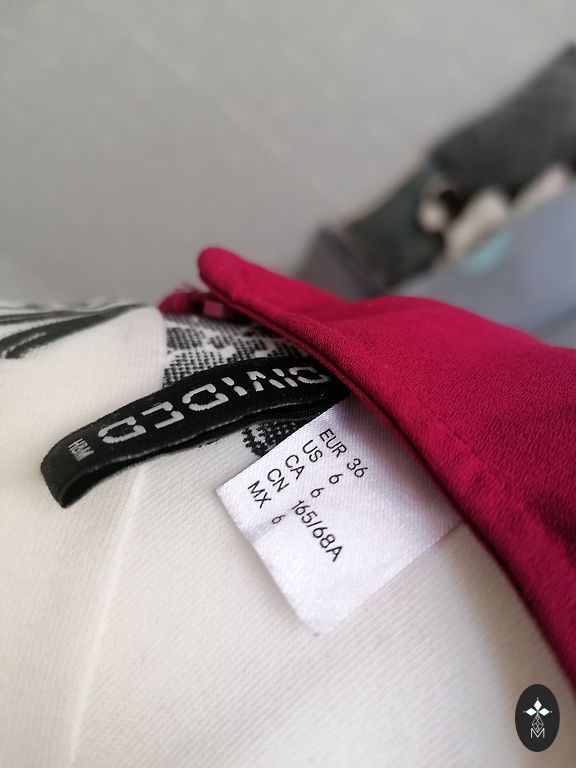 DIVIDED
H&M
EUR 36
US 6
CA 6
CN 165/68A
MX 6
M